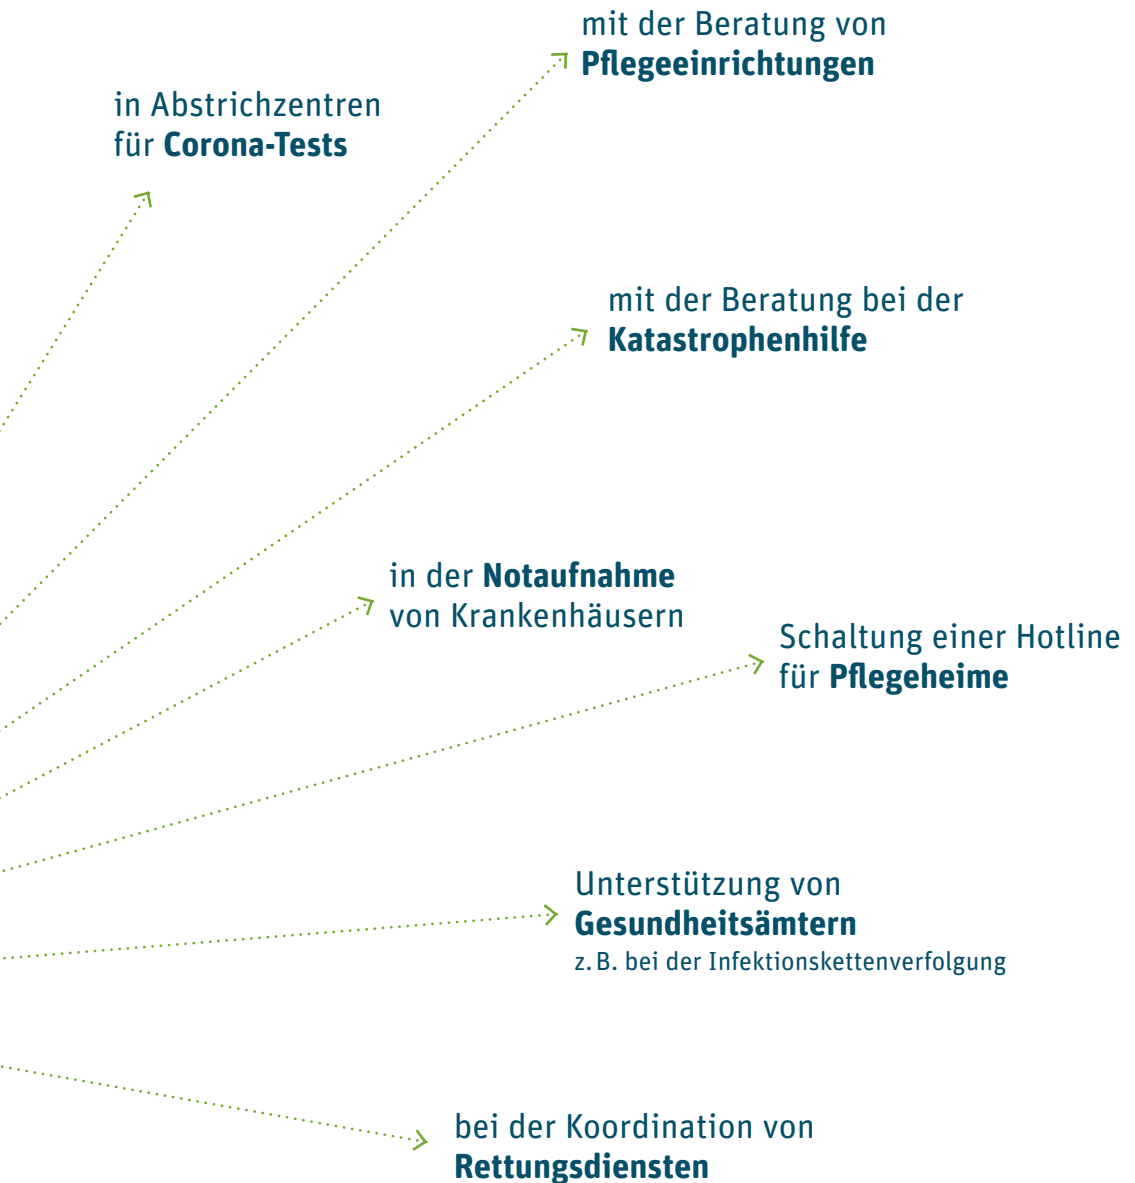 mit der Beratung von
Pflegeeinrichtungen
in Abstrichzentren
für Corona-Tests
mit der Beratung bei der
Katastrophenhilfe
in der Notaufnahme
von Krankenhäusern
Schaltung einer Hotline
für Pflegeheime
Unterstützung von
Gesundheitsämtern
z. B. bei der Infektionskettenverfolgung
bei der Koordination von
Rettungsdiensten